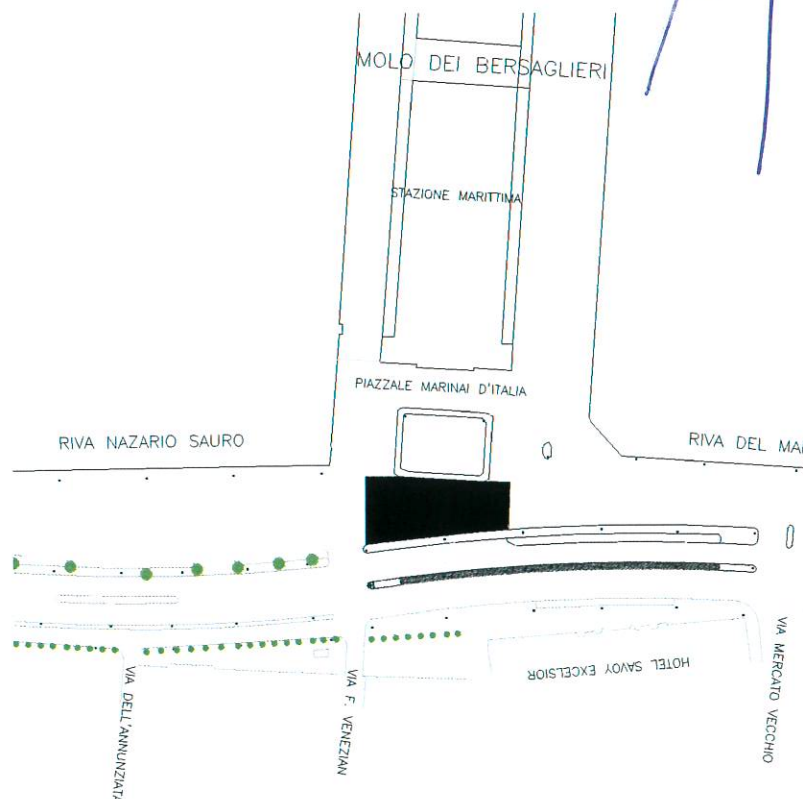 MOLO DEI BERSAGLIERI
STAZIONE MARITTIMA
PIAZZALE MARINAI D'ITALIA
RIVA NAZARIO SAURO
RIVA DEL MA
HOTEL SAVOY EXCELSIOR
VIA DELL'ANNUNZIATA
VIA F. VENEZIAN
VIA MERCATO VECCHIO